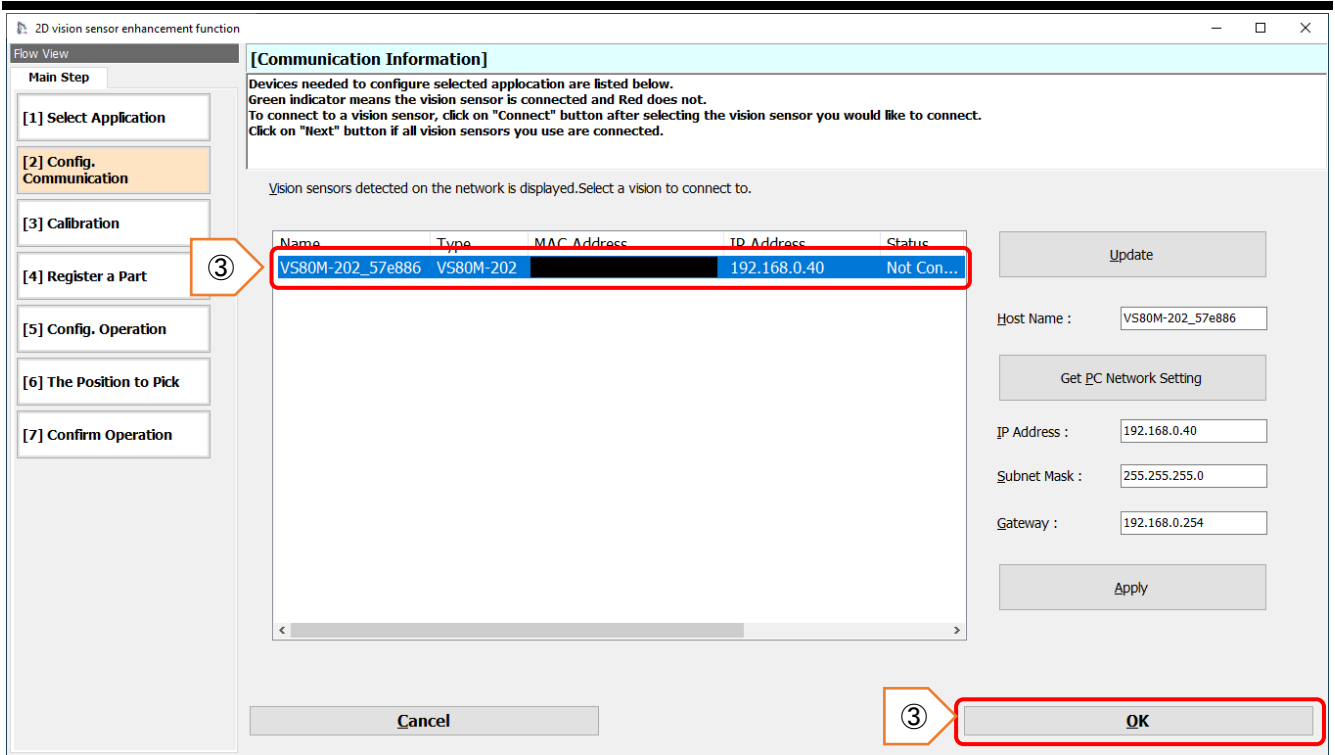 2D vision sensor enhancement function
Flow View
Main Step
[1] Select Application
[2] Config.
Communication
[3] Calibration
[4] Register a Part
[5] Config. Operation
[6] The Position to Pick
[7] Confirm Operation
[Communication Information]
Devices needed to configure selected applocation are listed below.
Green indicator means the vision sensor is connected and Red does not.
To connect to a vision sensor, click on "Connect" button after selecting the vision sensor you would like to connect.
Click on "Next" button if all vision sensors you use are connected.
Vision sensors detected on the network is displayed.Select a vision to connect to.
Name Type MAC Address IP Address Status
③ VS80M-202_57e886 VS80M-202 192.168.0.40 Not Con...
Update
Host Name : VS80M-202_57e886
Get PC Network Setting
IP Address : 192.168.0.40
Subnet Mask : 255.255.255.0
Gateway : 192.168.0.254
Apply
Cancel
③ OK